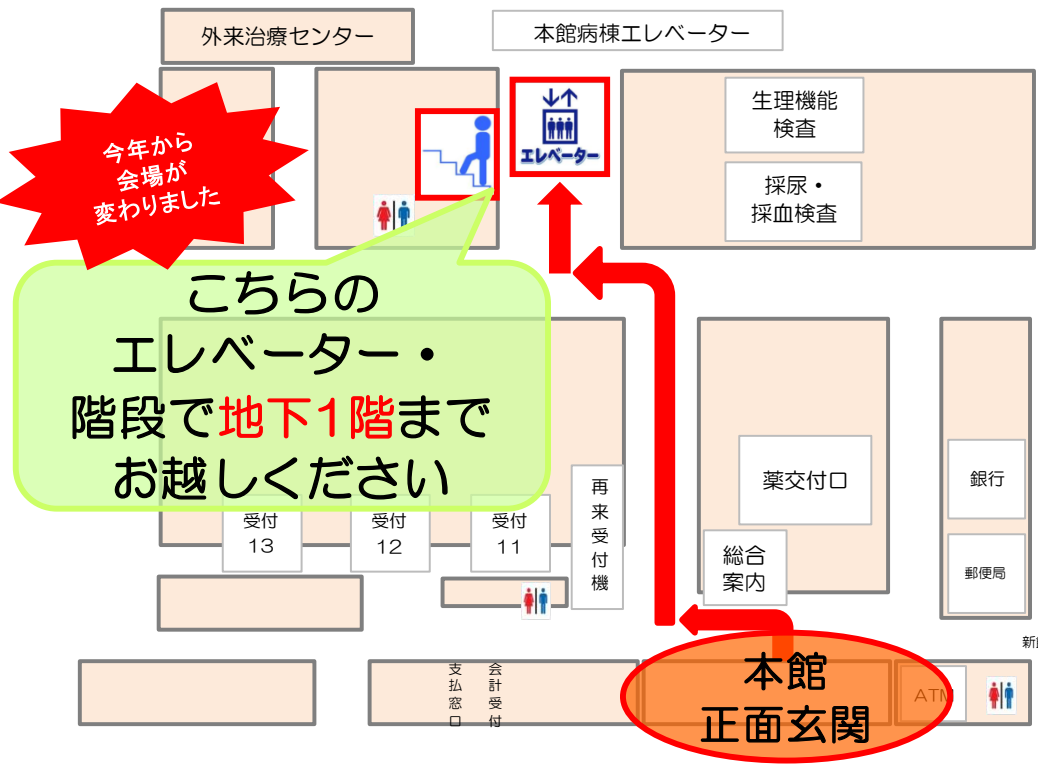 外来治療センター
本館病棟エレベーター
生理機能
検査
エレベーター
今年から
会場が
変わりました
採尿・
採血検査
こちらの
エレベーター・
階段で地下1階まで
お越しください
受付
13
受付
12
受付
11
再来受付機
薬交付口
総合
案内
銀行
郵便局
支払窓口
会計受付
本館
正面玄関
ATM